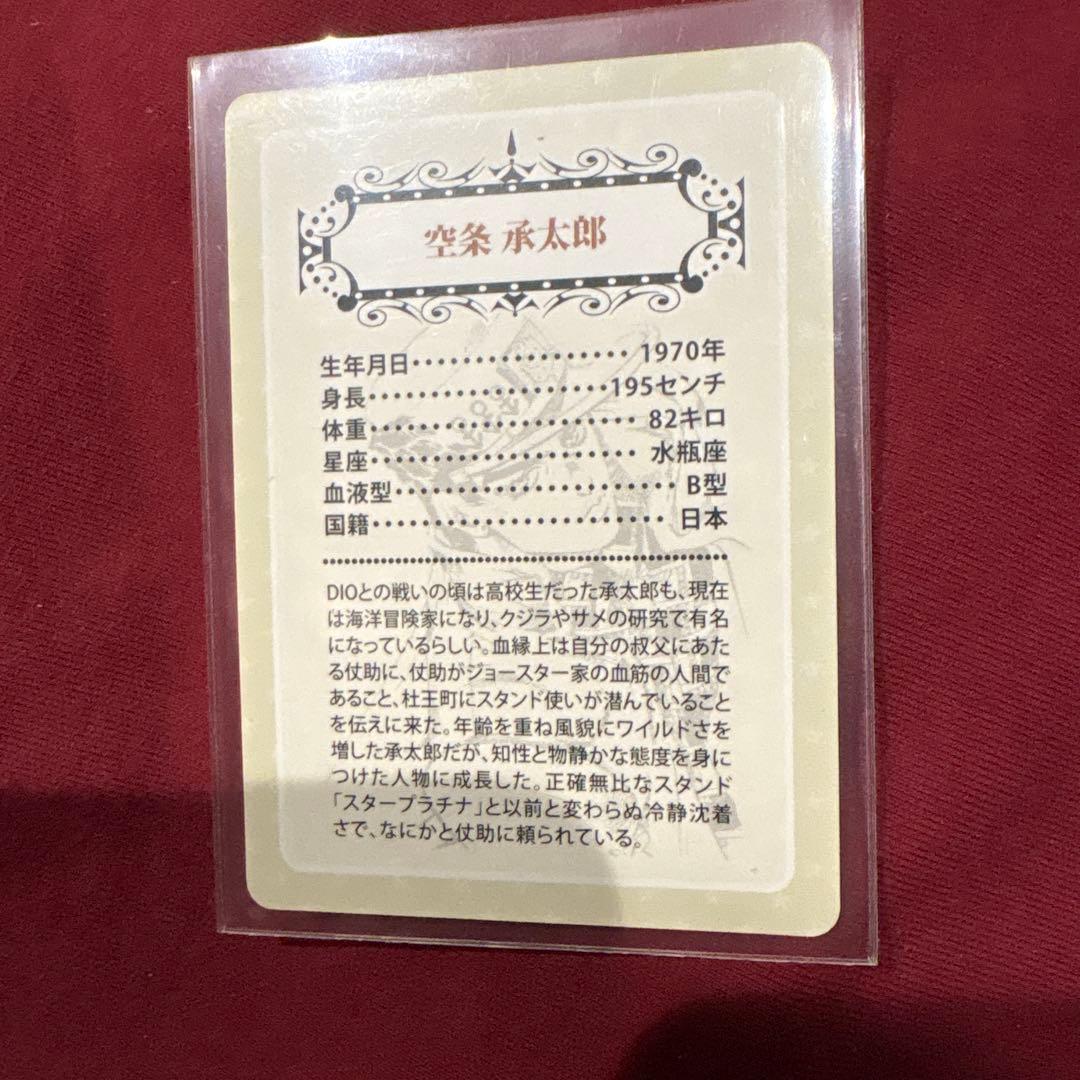 空条 承太郎
生年月日・・・・・・・・・・・・・・・・・1970年
身長・・・・・・・・・・・・・・・・・・・195センチ
体重・・・・・・・・・・・・・・・・・・・・・82キロ
星座・・・・・・・・・・・・・・・・・・・・・水瓶座
血液型・・・・・・・・・・・・・・・・・・・・・・B型
国籍・・・・・・・・・・・・・・・・・・・・・・・日本
DIOとの戦いの頃は高校生だった承太郎も、現在
は海洋冒険家になり、クジラやサメの研究で有名
になっているらしい。血縁上は自分の叔父にあた
る仗助に、仗助がジョースター家の血筋の人間で
あること、杜王町にスタンド使いが潜んでいること
を伝えに来た。年齢を重ね風貌にワイルドさを
増した承太郎だが、知性と物静かな態度を身に
つけた人物に成長した。正確無比なスタンド
「スタープラチナ」と以前と変わらぬ冷静沈着
さで、なにかと仗助に頼られている。